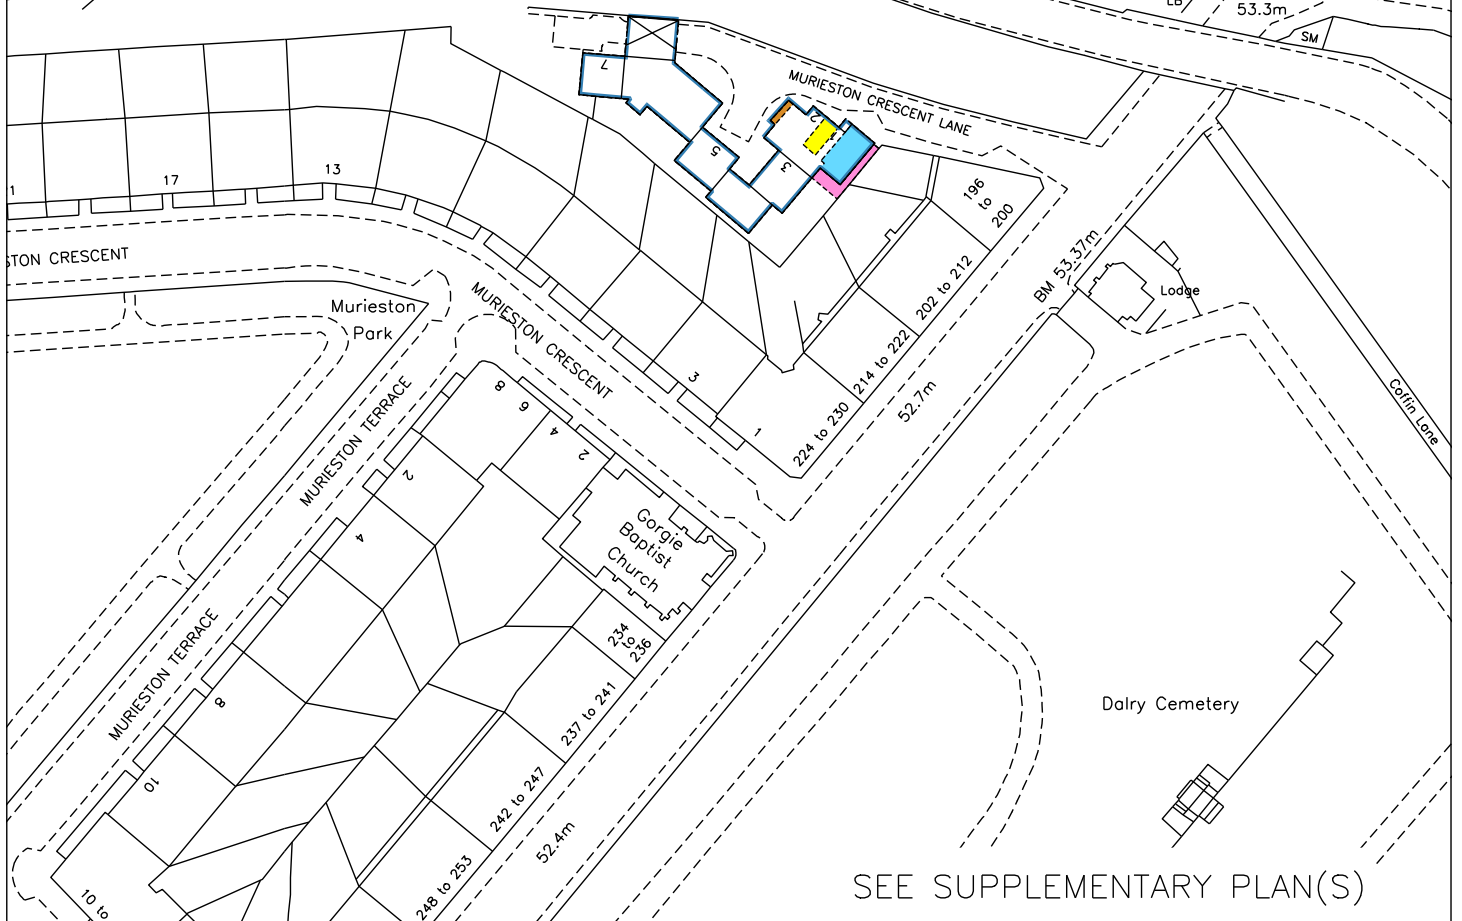 LB
53.3m
SM
MURIESTON CRESCENT LANE
7
2
5
3
196
to
200
1
17
13
STON CRESCENT
Murieston
Park
MURIESTON CRESCENT
BM 53.37m
Lodge
202 to 212
214 to 222
224 to 230
52.7m
Coffin Lane
3
1
8
6
4
2
MURIESTON TERRACE
2
4
Gorgie
Baptist
Church
234
to
236
MURIESTON TERRACE
8
10
237 to 241
242 to 247
248 to 253
52.4m
10 to
Dalry Cemetery
SEE SUPPLEMENTARY PLAN(S)